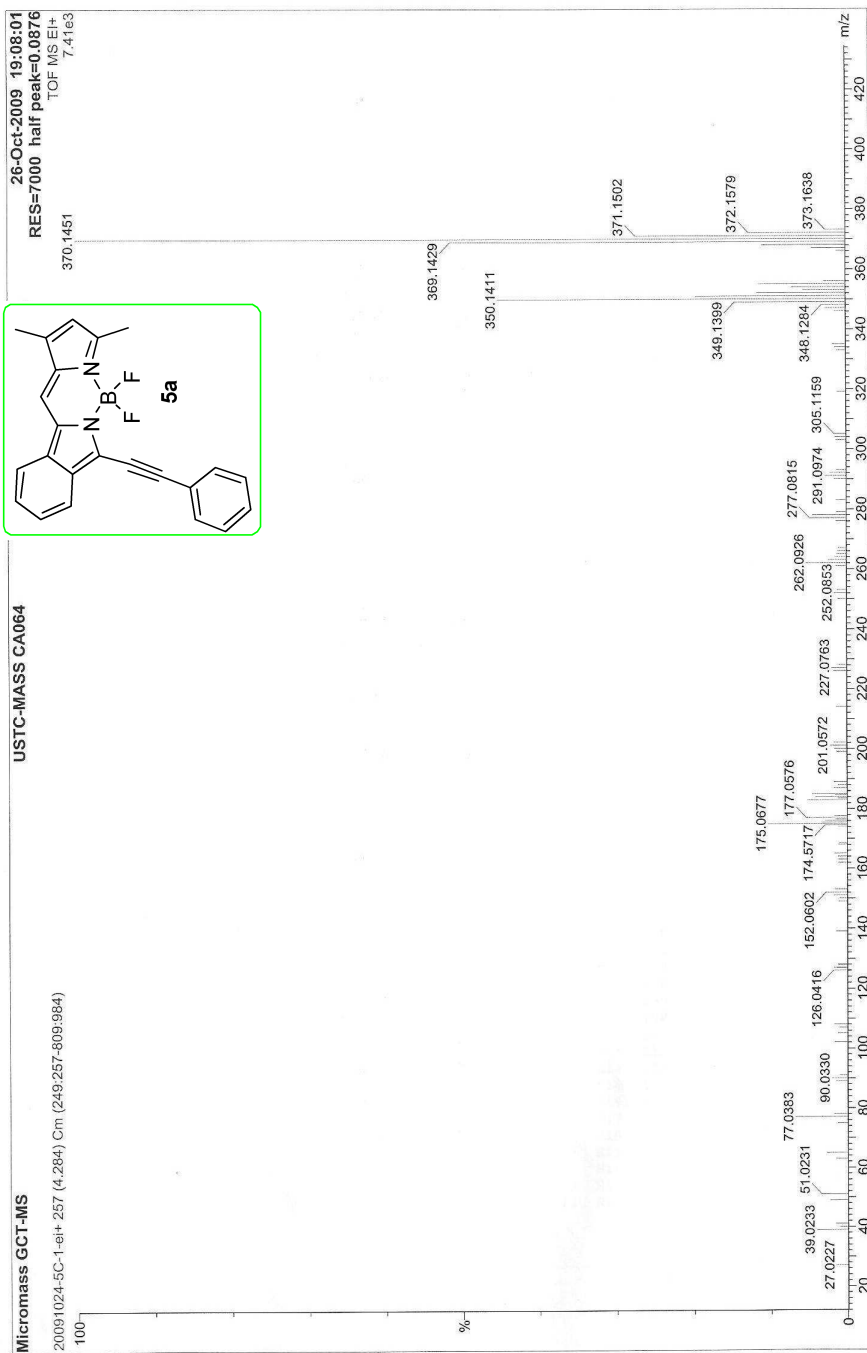 Micromass GCT-MS
USTC-MASS CA064
26-Oct-2009 19:08:01
RES=7000 half peak=0.0876
20091024-5C-1-ei+ 257 (4.284) Cm (249:257-809:984)
TOF MS EI+
7.41e3
N
N
B
F
F
5a
100
%
0
370.1451
369.1429
350.1411
371.1502
372.1579
373.1638
349.1399
348.1284
305.1159
291.0974
277.0815
262.0926
252.0853
227.0763
201.0572
177.0576
175.0677
174.5717
152.0602
126.0416
90.0330
77.0383
51.0231
39.0233
27.0227
20 40 60 80 100 120 140 160 180 200 220 240 260 280 300 320 340 360 380 400 420
m/z